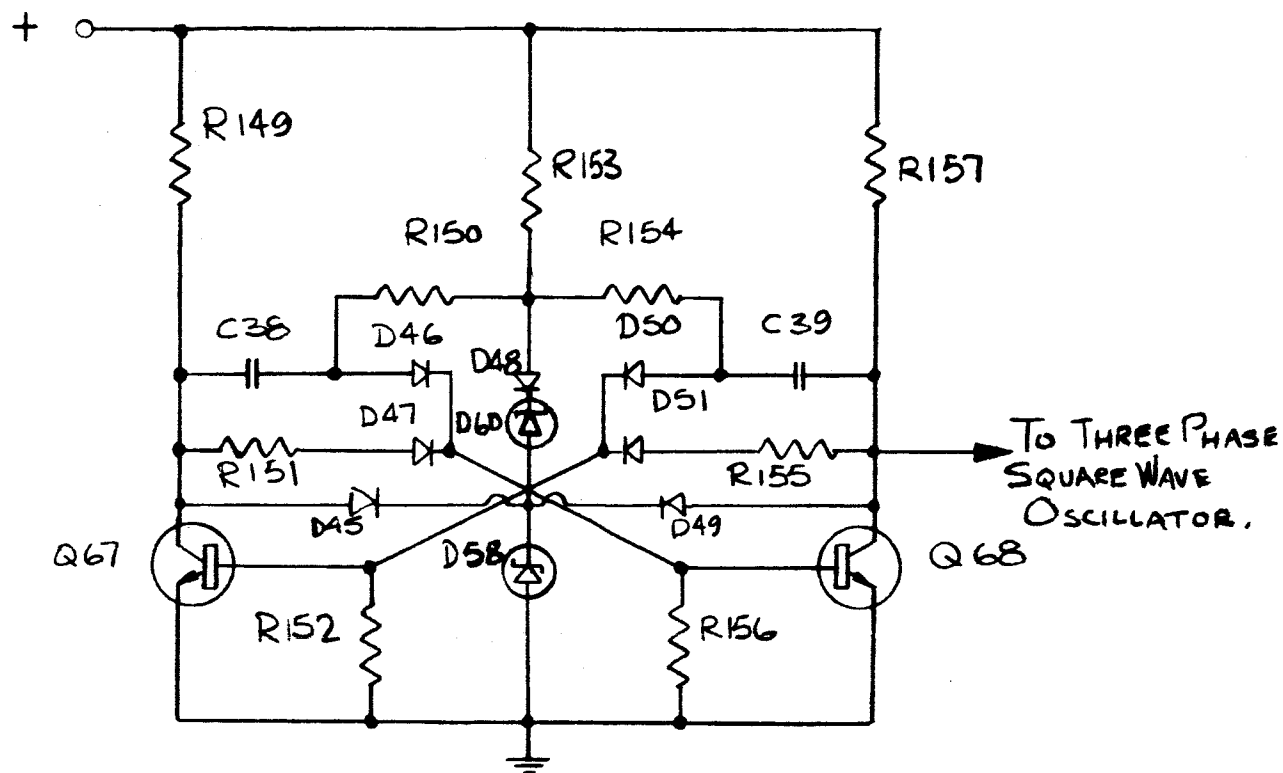 +
R149
R153
R157
R150
R154
C38
D46
D50
C39
D48
D51
D47
D60
R151
R155
TO THREE PHASE
SQUARE WAVE
OSCILLATOR.
D45
D49
Q67
D58
Q68
R152
R156